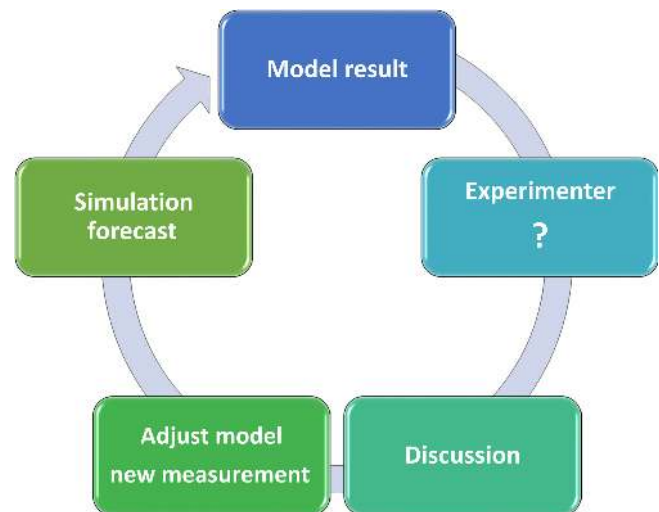 Model result
Experimenter
?
Discussion
Adjust model
new measurement
Simulation
forecast